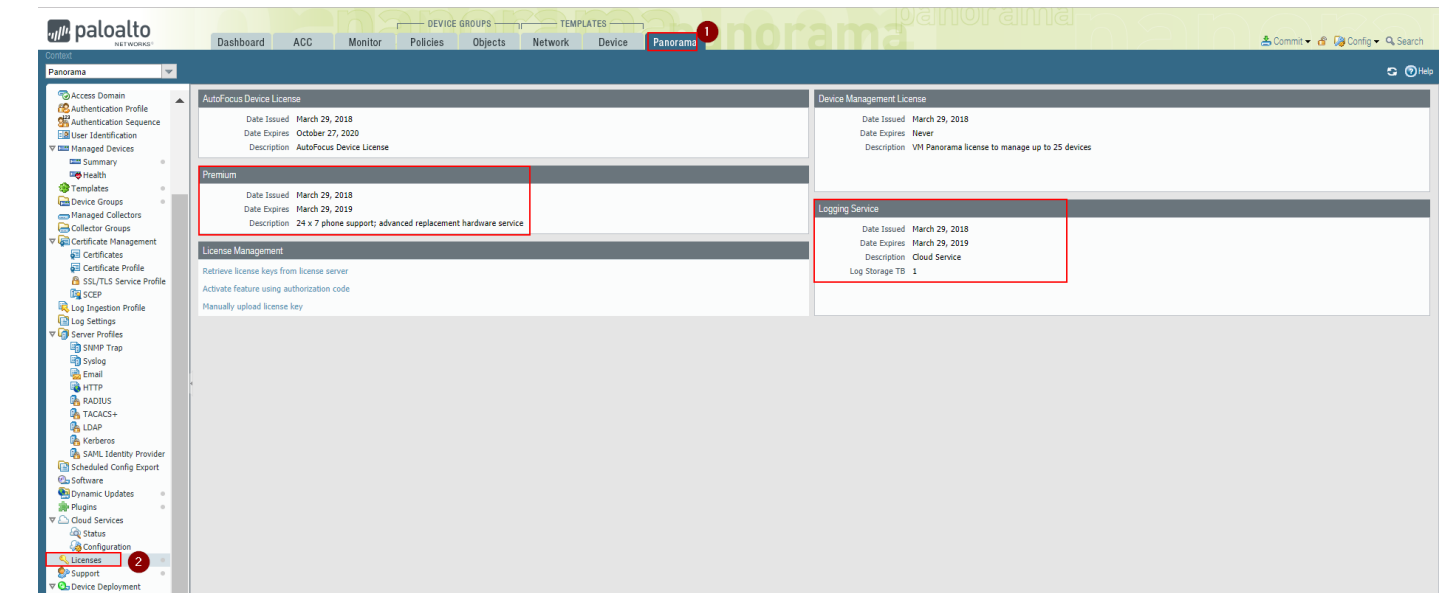 paloalto
NETWORKS
DEVICE GROUPS
TEMPLATES
panorama
Dashboard ACC Monitor Policies Objects Network Device Panorama
1
Commit Config Search
Context
Panorama
Help
Access Domain
Authentication Profile
Authentication Sequence
User Identification
Managed Devices
Summary
Health
Templates
Device Groups
Managed Collectors
Collector Groups
Certificate Management
Certificates
Certificate Profile
SSL/TLS Service Profile
SCEP
Log Ingestion Profile
Log Settings
Server Profiles
SNMP Trap
Syslog
Email
HTTP
RADIUS
TACACS+
LDAP
Kerberos
SAML Identity Provider
Scheduled Config Export
Software
Dynamic Updates
Plugins
Cloud Services
Status
Configuration
Licenses
2
Support
Device Deployment
AutoFocus Device License
Date Issued March 29, 2018
Date Expires October 27, 2020
Description AutoFocus Device License
Premium
Date Issued March 29, 2018
Date Expires March 29, 2019
Description 24 x 7 phone support; advanced replacement hardware service
License Management
Retrieve license keys from license server
Activate feature using authorization code
Manually upload license key
Device Management License
Date Issued March 29, 2018
Date Expires Never
Description VM Panorama license to manage up to 25 devices
Logging Service
Date Issued March 29, 2018
Date Expires March 29, 2019
Description Cloud Service
Log Storage TB 1